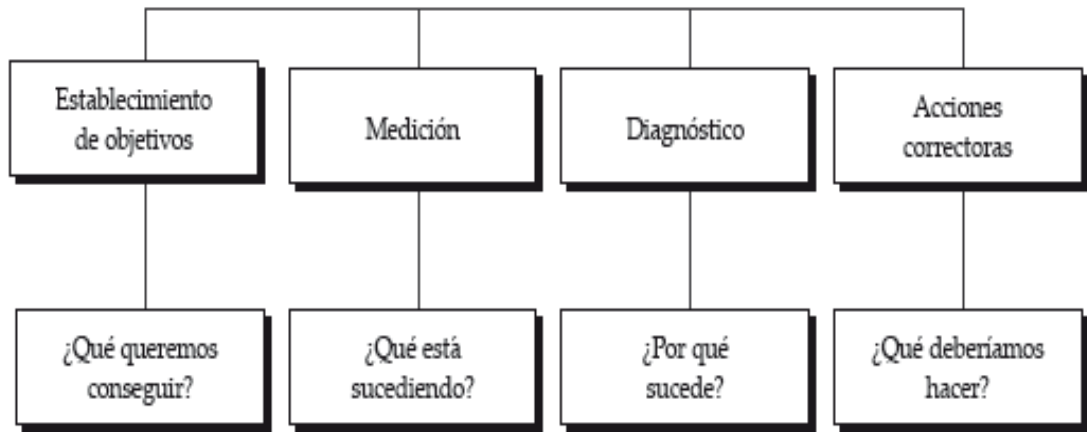 Establecimiento
de objetivos
Medición
Diagnóstico
Acciones
correctoras
¿Qué queremos
conseguir?
¿Qué está
sucediendo?
¿Por qué
sucede?
¿Qué deberíamos
hacer?